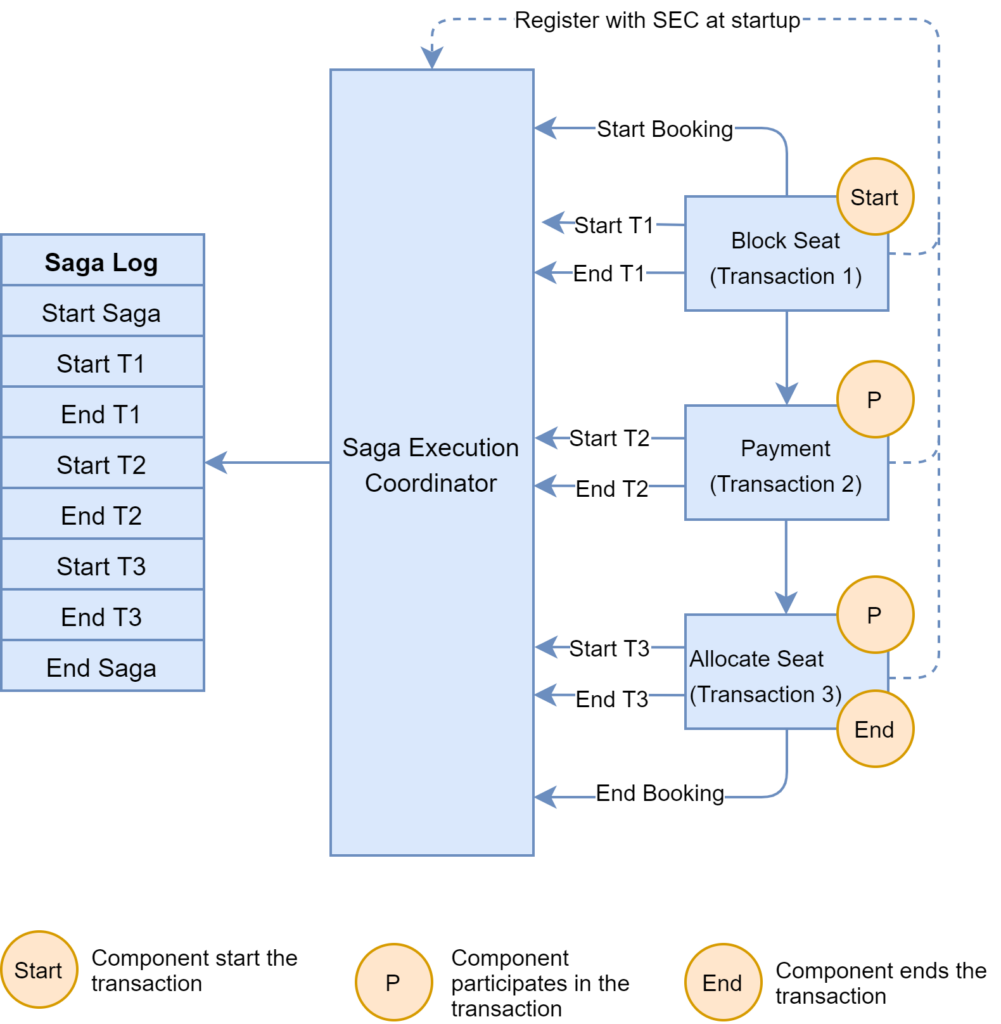 Register with SEC at startup
Start Booking
Start
Start T1
Block Seat
(Transaction 1)
End T1
Saga Log
Start Saga
Start T1
End T1
Start T2
End T2
Start T3
End T3
End Saga
Saga Execution
Coordinator
P
Start T2
Payment
(Transaction 2)
End T2
P
Start T3
Allocate Seat
(Transaction 3)
End T3
End
End Booking
Start
Component start the
transaction
P
Component
participates in the
transaction
End
Component ends the
transaction